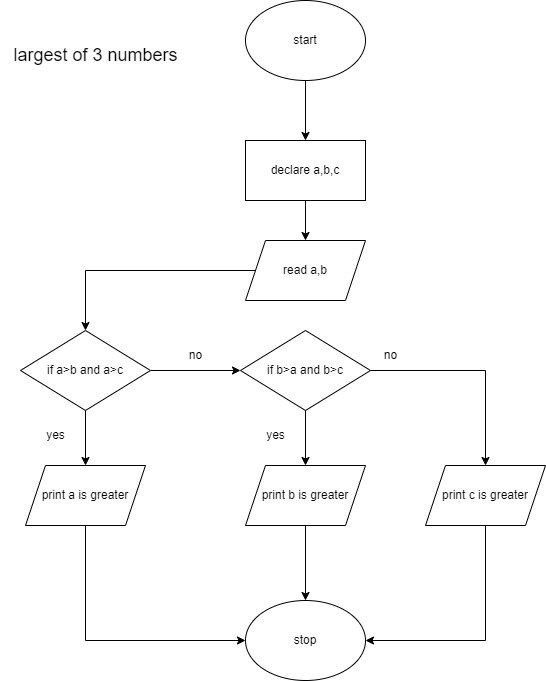 start
largest of 3 numbers
declare a,b,c
read a,b
if a>b and a>c
no
if b>a and b>c
no
yes
yes
print a is greater
print b is greater
print c is greater
stop